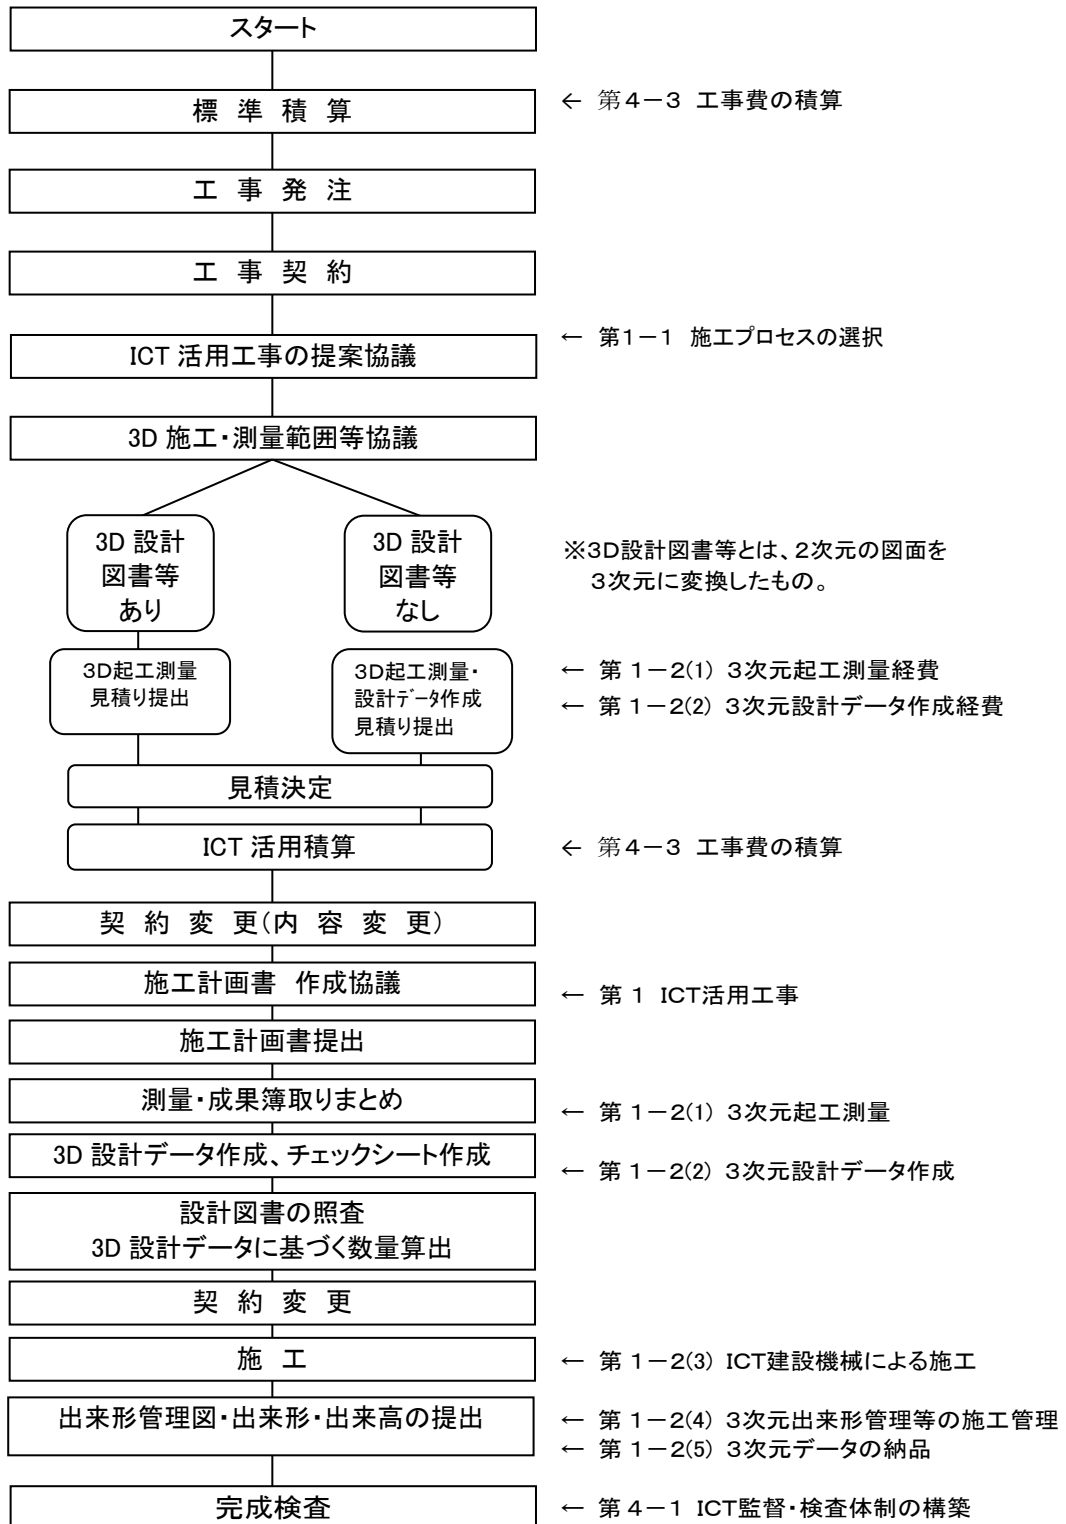 スタート
標 準 積 算
← 第4－3 工事費の積算
工 事 発 注
工 事 契 約
ICT 活用工事の提案協議
← 第1－1 施工プロセスの選択
3D 施工・測量範囲等協議
3D 設計
図書等
あり
3D 設計
図書等
なし
※3D設計図書等とは、2次元の図面を
3次元に変換したもの。
3D起工測量
見積り提出
3D起工測量・
設計ﾃﾞｰﾀ作成
見積り提出
← 第 1－2(1) 3次元起工測量経費
← 第 1－2(2) 3次元設計データ作成経費
見積決定
ICT 活用積算
← 第4－3 工事費の積算
契 約 変 更（内 容 変 更）
施工計画書 作成協議
← 第 1 ICT活用工事
施工計画書提出
測量・成果簿取りまとめ
← 第 1－2(1) 3次元起工測量
3D 設計データ作成、チェックシート作成
← 第 1－2(2) 3次元設計データ作成
設計図書の照査
3D 設計データに基づく数量算出
契 約 変 更
施 工
← 第 1－2(3) ICT建設機械による施工
出来形管理図・出来形・出来高の提出
← 第 1－2(4) 3次元出来形管理等の施工管理
← 第 1－2(5) 3次元データの納品
完成検査
← 第4－1 ICT監督・検査体制の構築